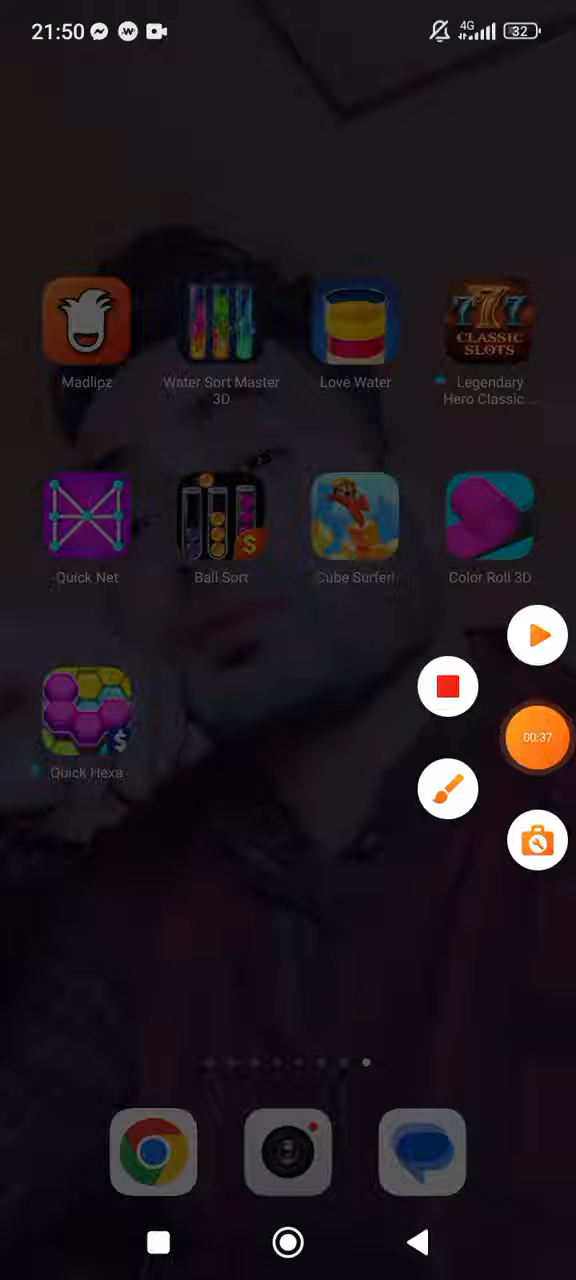 21:50 4G 32
777
CLASSIC
SLOTS
Madlipz Water Sort Master
3D Love Water Legendary
Hero Classic ...
$
Quick Net Ball Sort Cube Surfer! Color Roll 3D
$
Quick Hexa
00:37